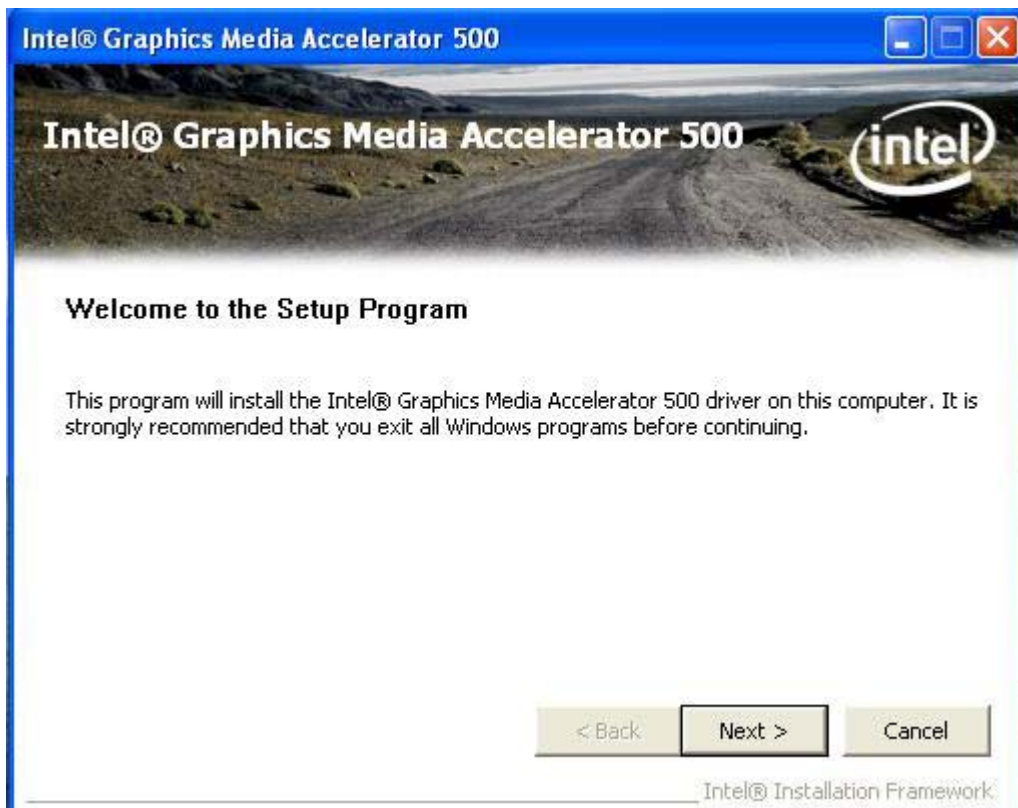 Intel® Graphics Media Accelerator 500
Intel® Graphics Media Accelerator 500
intel
Welcome to the Setup Program
This program will install the Intel® Graphics Media Accelerator 500 driver on this computer. It is
strongly recommended that you exit all Windows programs before continuing.
< Back Next > Cancel
Intel® Installation Framework